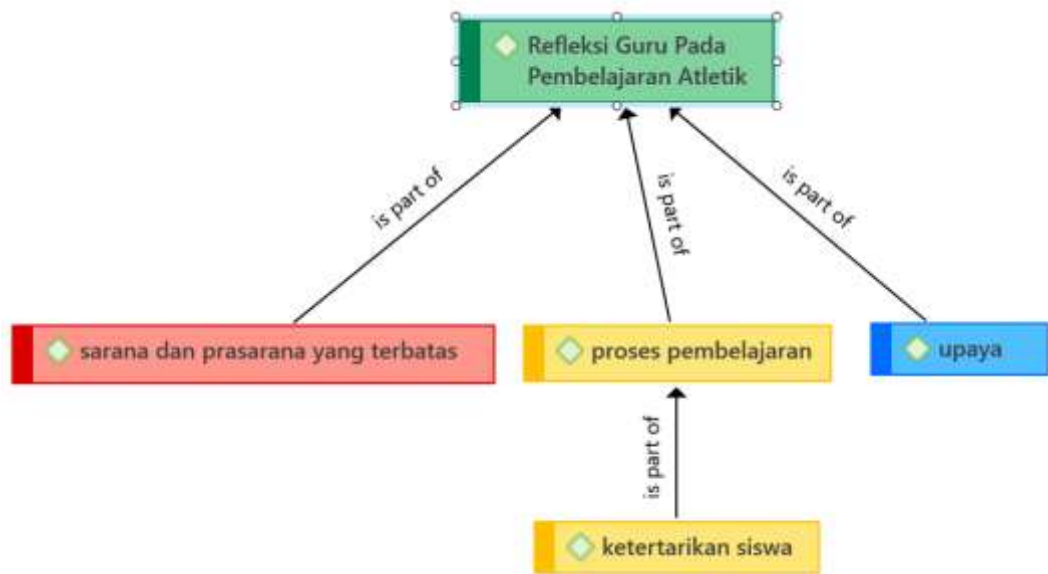 Refleksi Guru Pada
Pembelajaran Atletik
is part of
is part of
is part of
sarana dan prasarana yang terbatas
proses pembelajaran
upaya
is part of
ketertarikan siswa